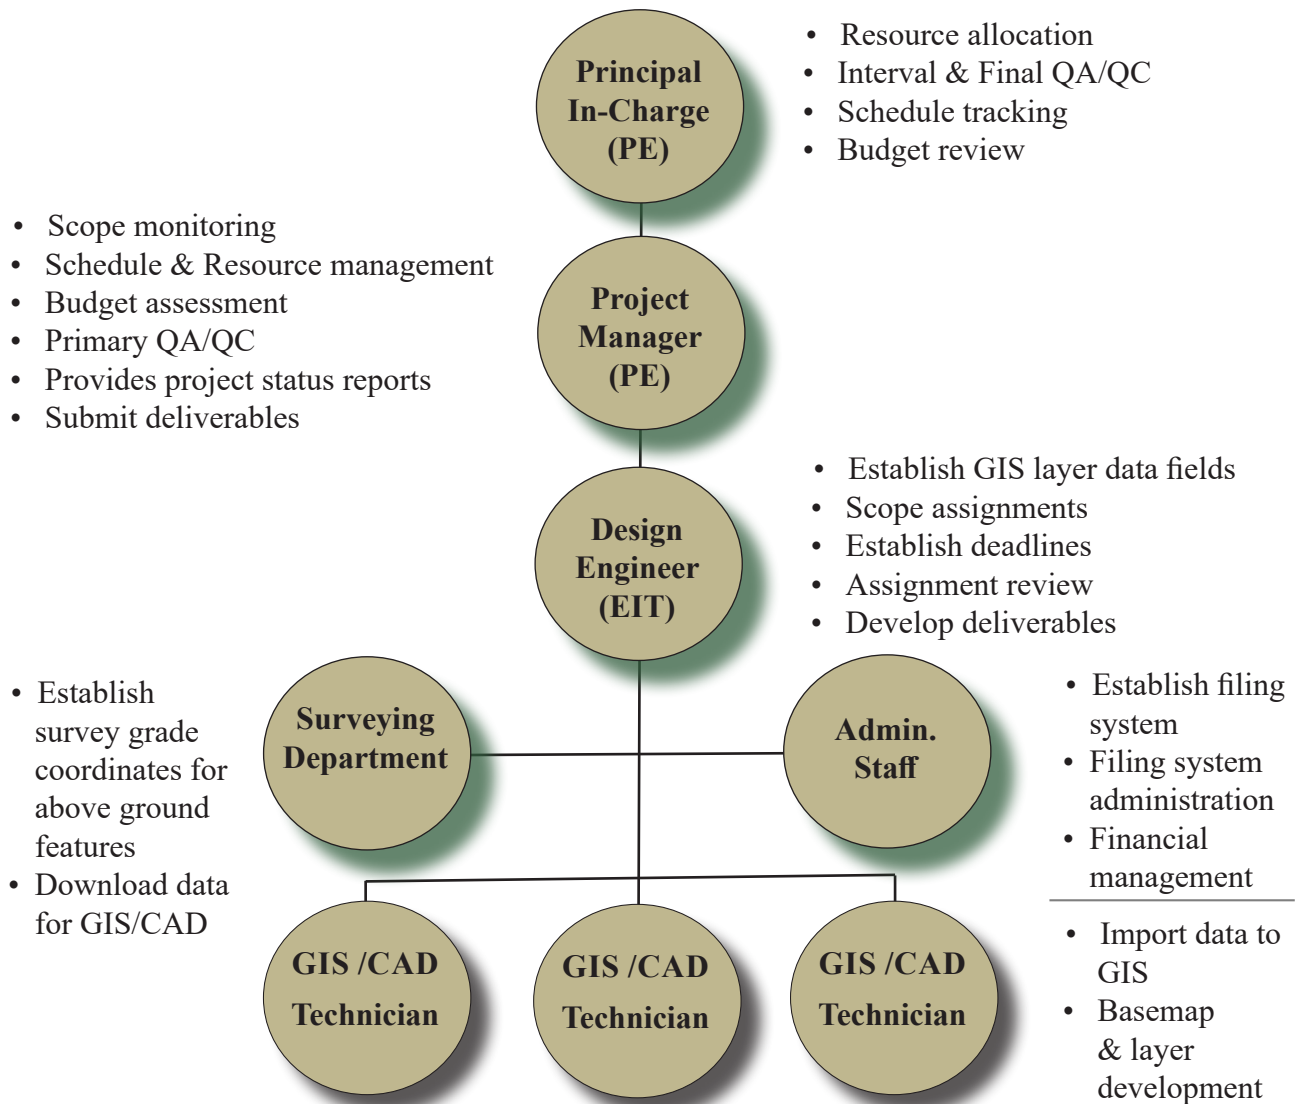 Principal
In-Charge
(PE)
• Resource allocation
• Interval & Final QA/QC
• Schedule tracking
• Budget review
• Scope monitoring
• Schedule & Resource management
• Budget assessment
• Primary QA/QC
• Provides project status reports
• Submit deliverables
Project
Manager
(PE)
Design
Engineer
(EIT)
• Establish GIS layer data fields
• Scope assignments
• Establish deadlines
• Assignment review
• Develop deliverables
• Establish
survey grade
coordinates for
above ground
features
• Download data
for GIS/CAD
Surveying
Department
Admin.
Staff
• Establish filing
system
• Filing system
administration
• Financial
management
GIS /CAD
Technician
GIS /CAD
Technician
GIS /CAD
Technician
• Import data to
GIS
• Basemap
& layer
development